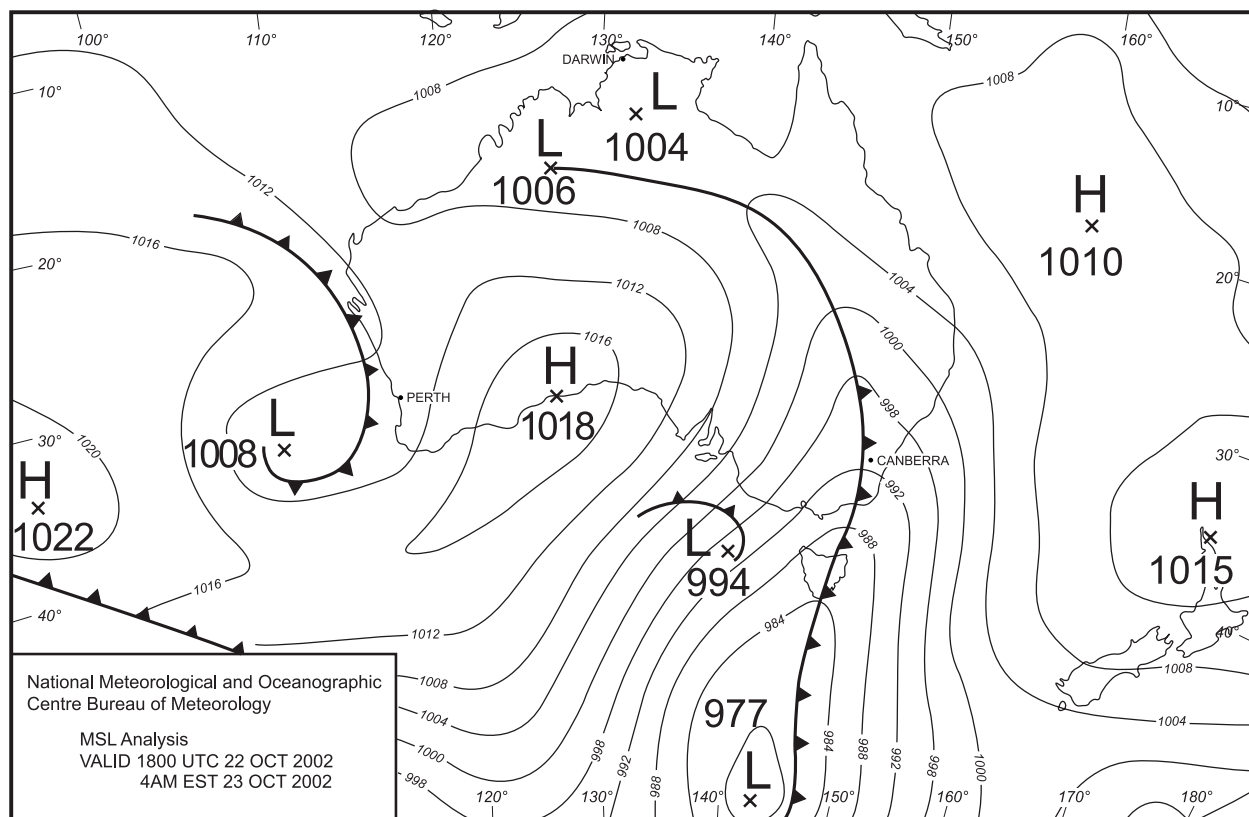 100° 110° 120° 130° 140° 150° 160°
DARWIN
1008
1008
10°
10°
L
1004
L
1006
1012
H
1010
1016
1008
20°
20°
1012
1004
1016
1000
H
1018
PERTH
998
L
1008
30°
1020
H
1022
CANBERRA
30°
992
H
1015
L
994
988
1016
40°
984
40°
1012
1008
1008
1004
1004
1000
998
998
992
988
977
L
984
988
992
998
1000
120° 130° 140° 150° 160° 170° 180°
National Meteorological and Oceanographic
Centre Bureau of Meteorology
MSL Analysis
VALID 1800 UTC 22 OCT 2002
4AM EST 23 OCT 2002